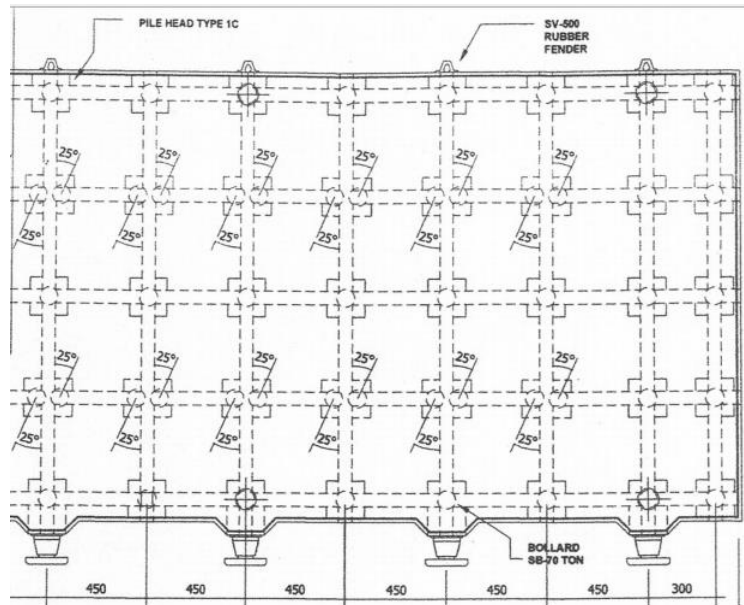 PILE HEAD TYPE 1C
SV-500
RUBBER
FENDER
25° 25° 25° 25° 25° 25°
25° 25° 25° 25° 25° 25°
25° 25° 25° 25° 25° 25°
25° 25° 25° 25° 25° 25°
BOLLARD
SB-70 TON
450 450 450 450 450 450 300